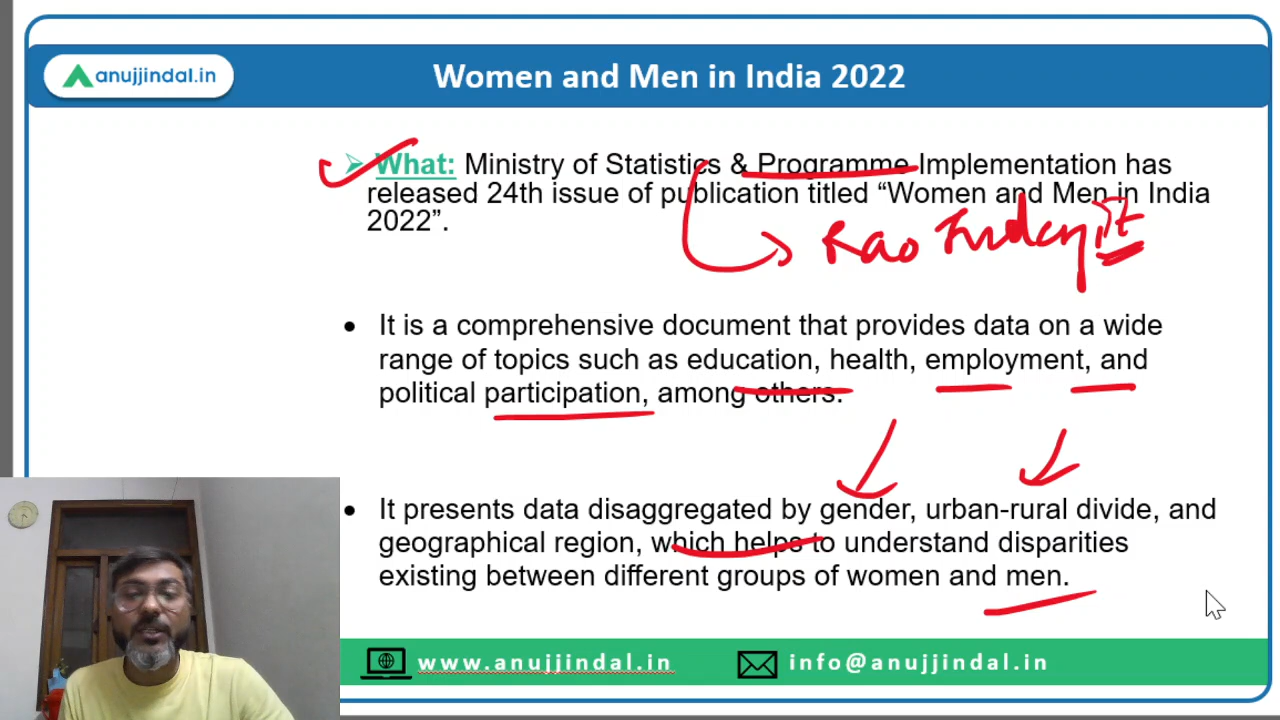 anujjindal.in
Women and Men in India 2022
What: Ministry of Statistics & Programme Implementation has
released 24th issue of publication titled “Women and Men in India
2022”.
Rao Inderjit
• It is a comprehensive document that provides data on a wide
range of topics such as education, health, employment, and
political participation, among others.
• It presents data disaggregated by gender, urban-rural divide, and
geographical region, which helps to understand disparities
existing between different groups of women and men.
www.anujjindal.in
info@anujjindal.in